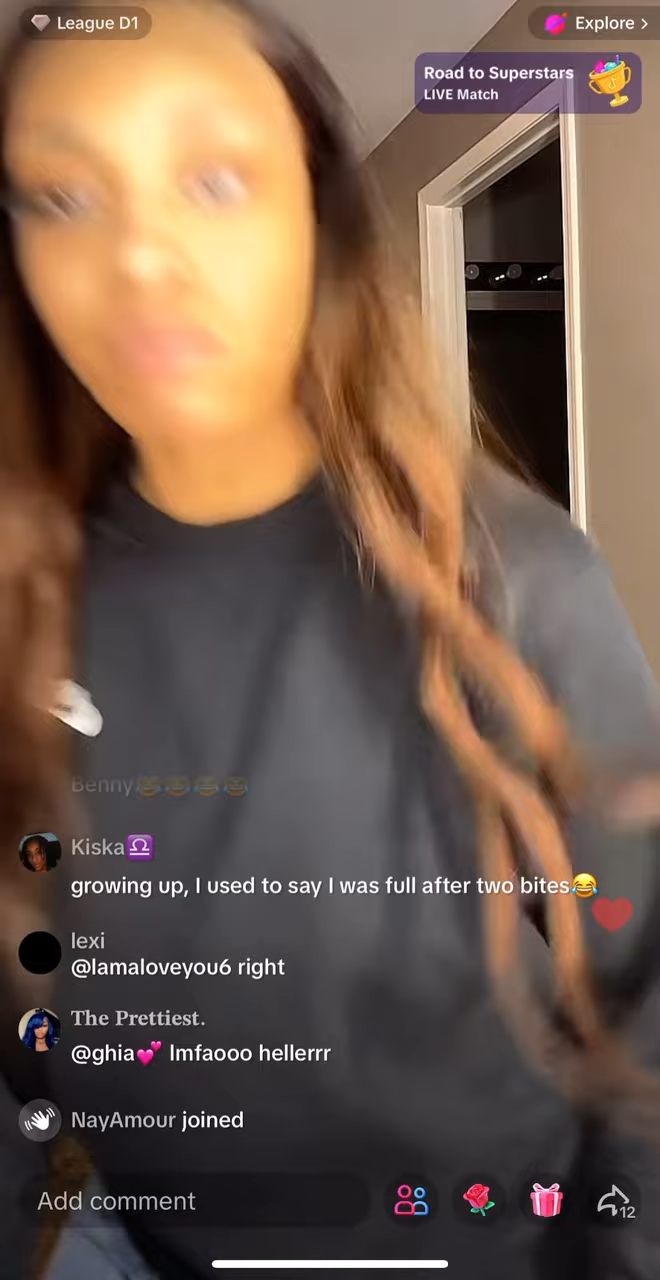 League D1
Explore >
Road to Superstars
LIVE Match
Benny😂😂😂😂
Kiska♎
growing up, I used to say I was full after two bites😂
lexi
@lamaloveyou6 right
The Prettiest.
@ghia💕 lmfaooo hellerrr
NayAmour joined
Add comment
12